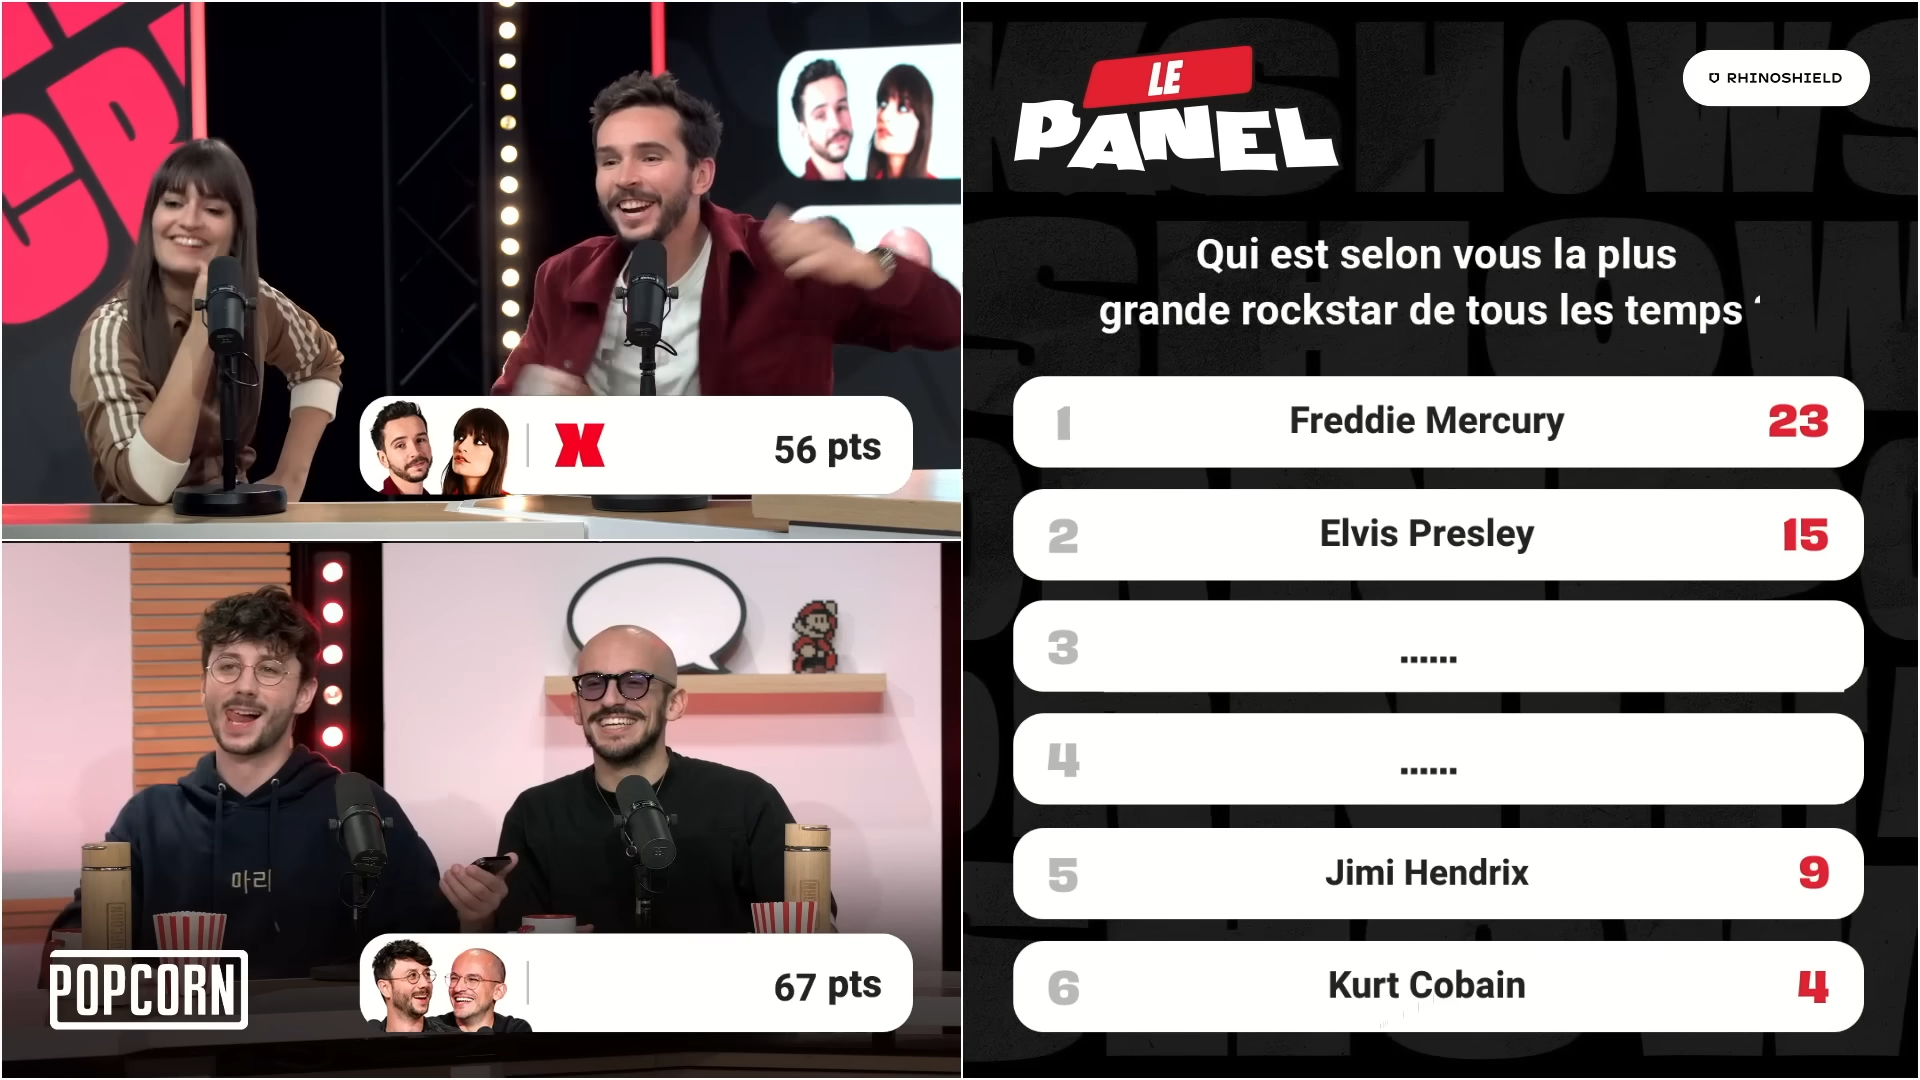 56 pts
마리
POPCORN
67 pts
LE
PANEL
RHINOSHIELD
Qui est selon vous la plus
grande rockstar de tous les temps
1 Freddie Mercury 23
2 Elvis Presley 15
3 ......
4 ......
5 Jimi Hendrix 9
6 Kurt Cobain 4